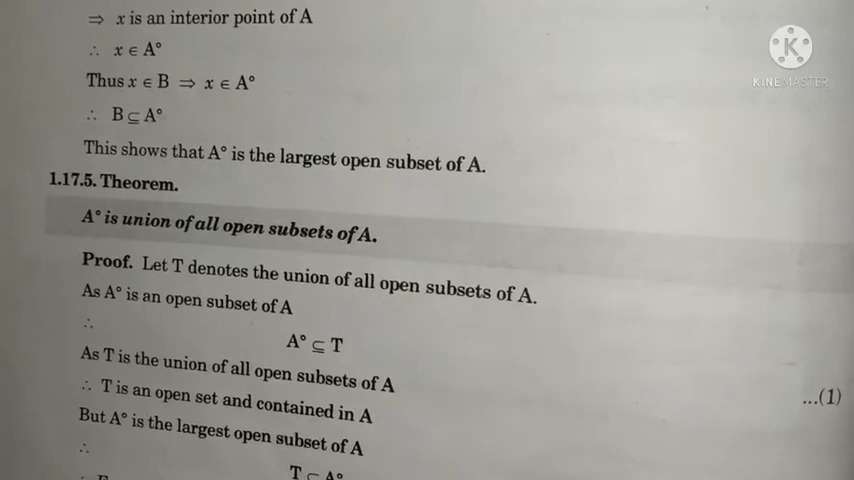 ⇒ x is an interior point of A
∴ x ∈ A°
Thus x ∈ B ⇒ x ∈ A°
∴ B ⊆ A°
This shows that A° is the largest open subset of A.
1.17.5. Theorem.
A° is union of all open subsets of A.
Proof. Let T denotes the union of all open subsets of A.
As A° is an open subset of A
∴
A° ⊆ T
...(1)
As T is the union of all open subsets of A
∴ T is an open set and contained in A
But A° is the largest open subset of A
∴
T ⊆ A°
K
KINEMASTER